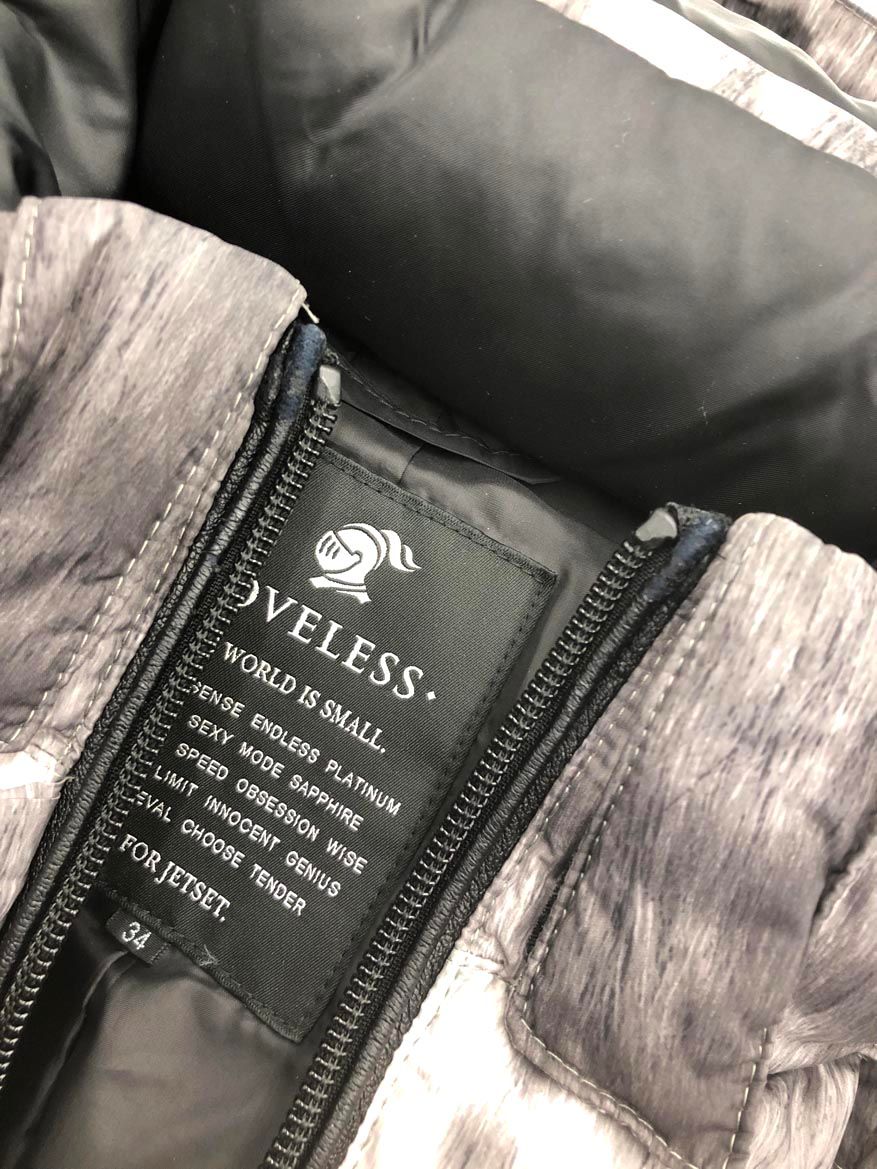 OVELESS.
WORLD IS SMALL.
SENSE ENDLESS PLATINUM
SEXY MODE SAPPHIRE
SPEED OBSESSION WISE
LIMIT INNOCENT GENIUS
CHOOSE TENDER
FOR JETSET.
34